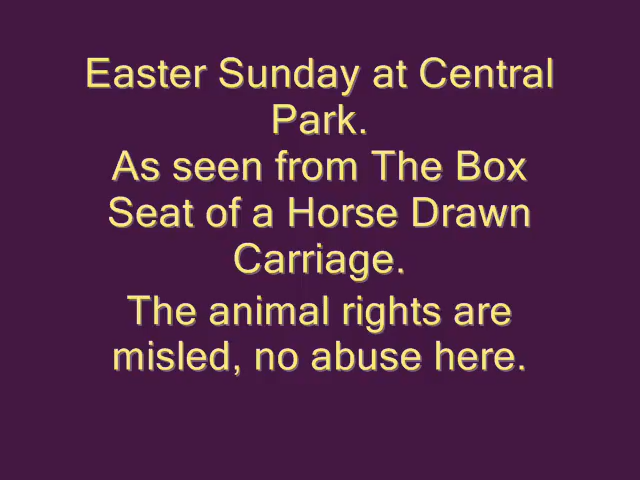 Easter Sunday at Central
Park.
As seen from The Box
Seat of a Horse Drawn
Carriage.
The animal rights are
misled, no abuse here.